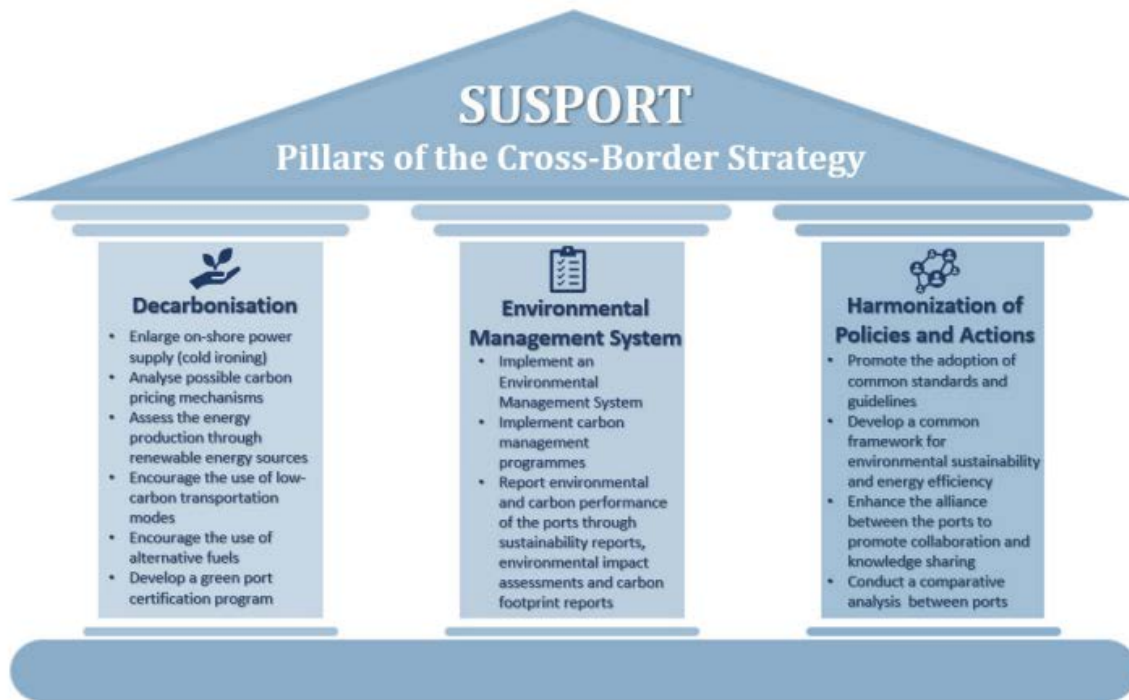 SUSPORT
Pillars of the Cross-Border Strategy
Decarbonisation
• Enlarge on-shore power
supply (cold ironing)
• Analyse possible carbon
pricing mechanisms
• Assess the energy
production through
renewable energy sources
• Encourage the use of low-
carbon transportation
modes
• Encourage the use of
alternative fuels
• Develop a green port
certification program
Environmental
Management System
• Implement an
Environmental
Management System
• Implement carbon
management
programmes
• Report environmental
and carbon performance
of the ports through
sustainability reports,
environmental impact
assessments and carbon
footprint reports
Harmonization of
Policies and Actions
• Promote the adoption of
common standards and
guidelines
• Develop a common
framework for
environmental sustainability
and energy efficiency
• Enhance the alliance
between the ports to
promote collaboration and
knowledge sharing
• Conduct a comparative
analysis between ports